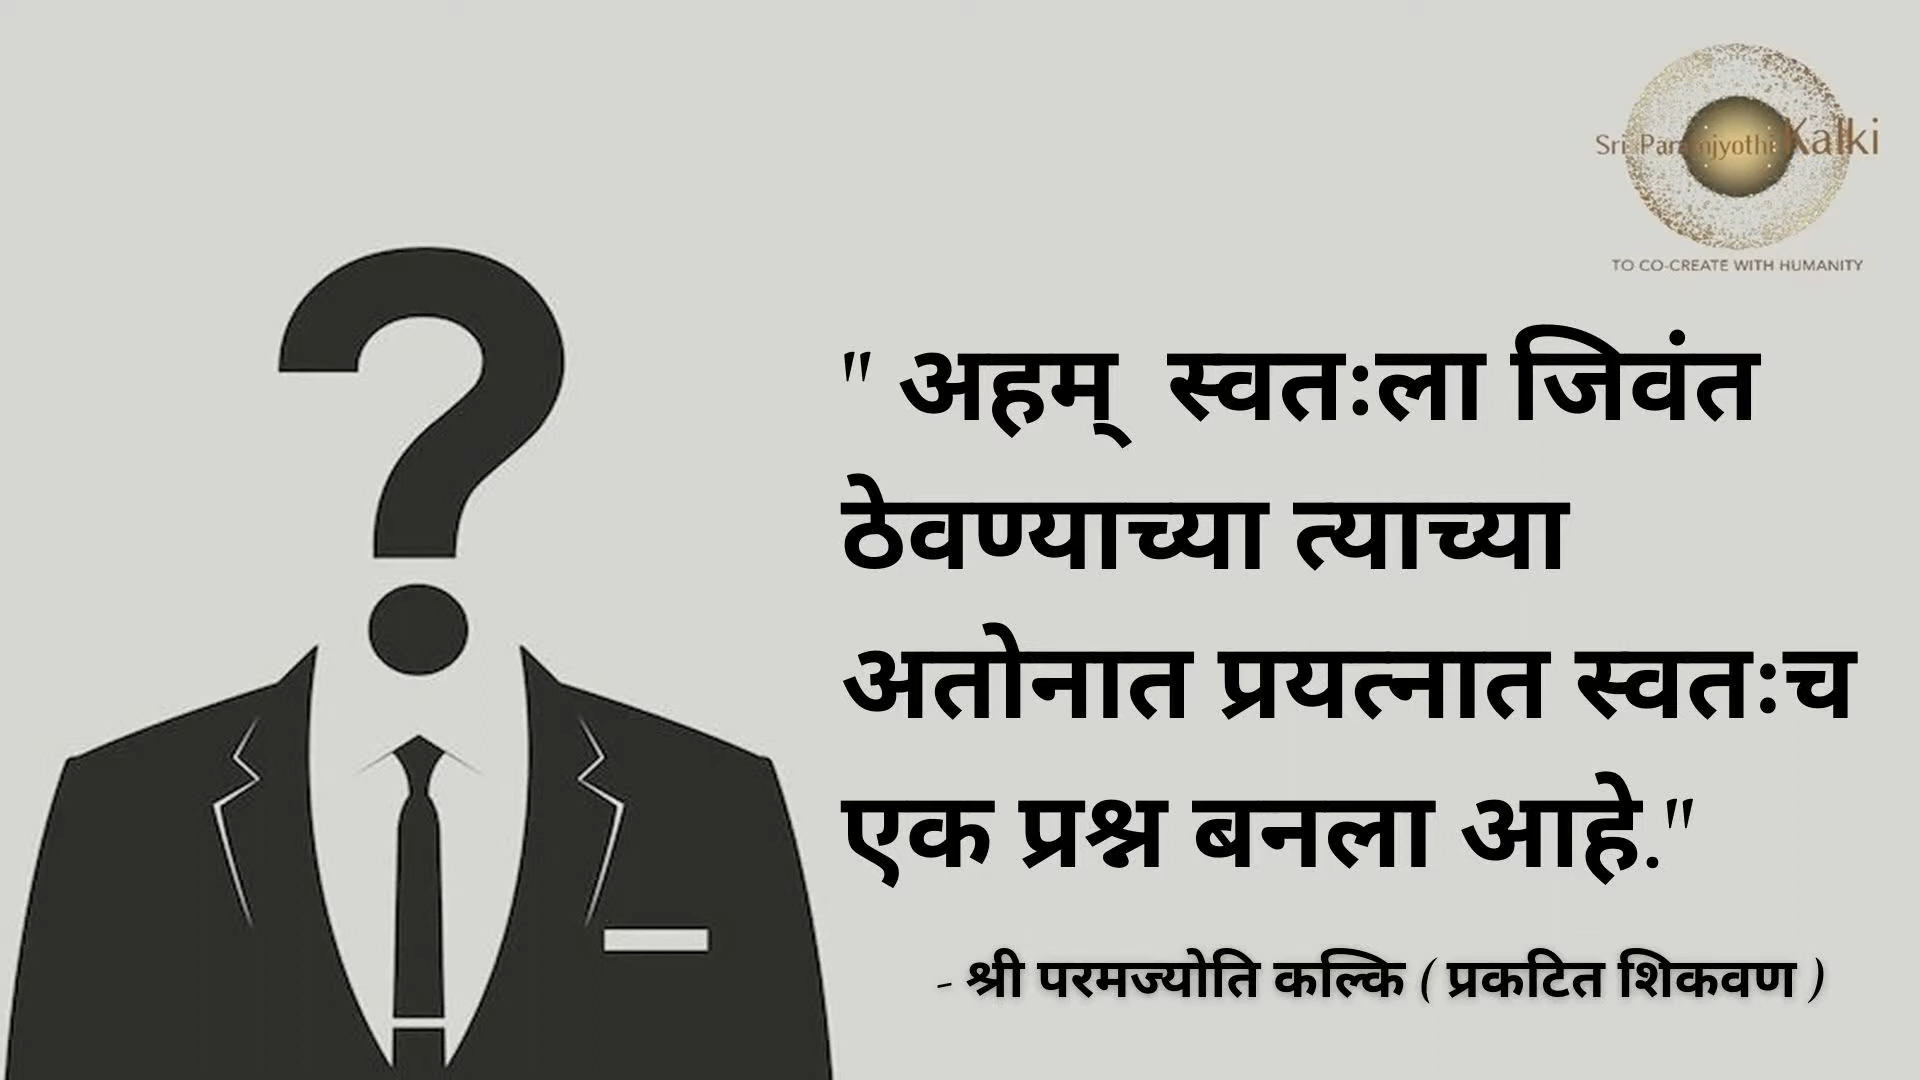 Sri Paramjyothi Kalki
TO CO-CREATE WITH HUMANITY
" अहम् स्वतःला जिवंत
ठेवण्याच्या त्याच्या
अतोनात प्रयत्नात स्वतःच
एक प्रश्न बनला आहे."
- श्री परमज्योति कल्कि ( प्रकटित शिकवण )